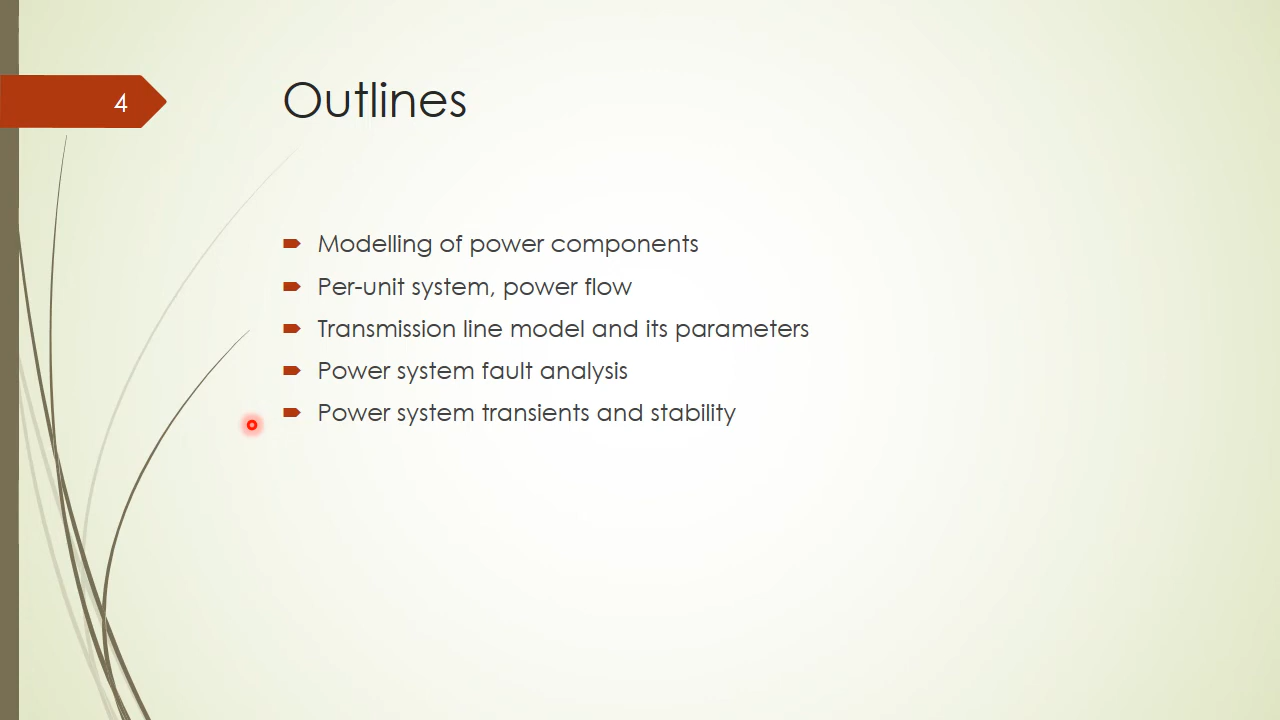 4
Outlines
Modelling of power components
Per-unit system, power flow
Transmission line model and its parameters
Power system fault analysis
Power system transients and stability